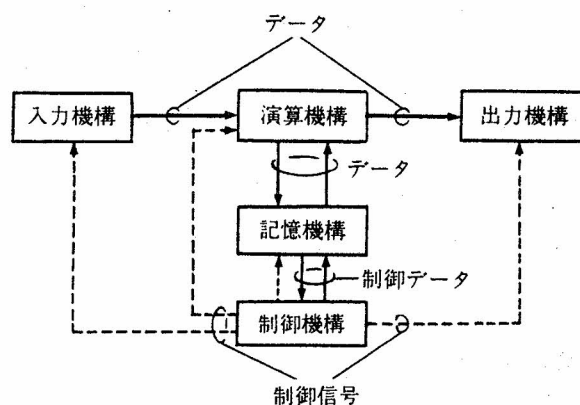 データ
入力機構
演算機構
出力機構
データ
記憶機構
制御データ
制御機構
制御信号